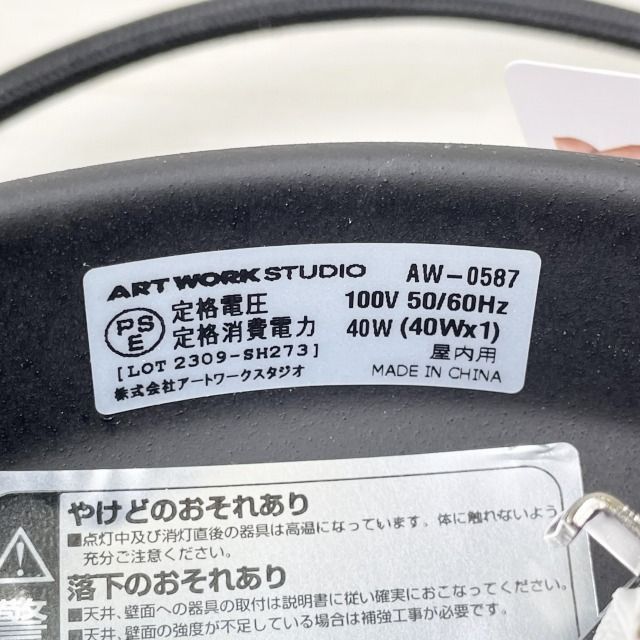 ART WORK STUDIO AW-0587
PS E 定格電圧 100V 50/60Hz
定格消費電力 40W (40Wx1)
[LOT 2309-SH273] 屋内用
株式会社アートワークスタジオ MADE IN CHINA
やけどのおそれあり
■点灯中及び消灯直後の器具は高温になっています。体に触れないよう
充分ご注意ください。
落下のおそれあり
■天井、壁面への器具の取付は説明書に従い確実におこなってください。
■天井、壁面の強度が不足している場合は補強工事が必要です。